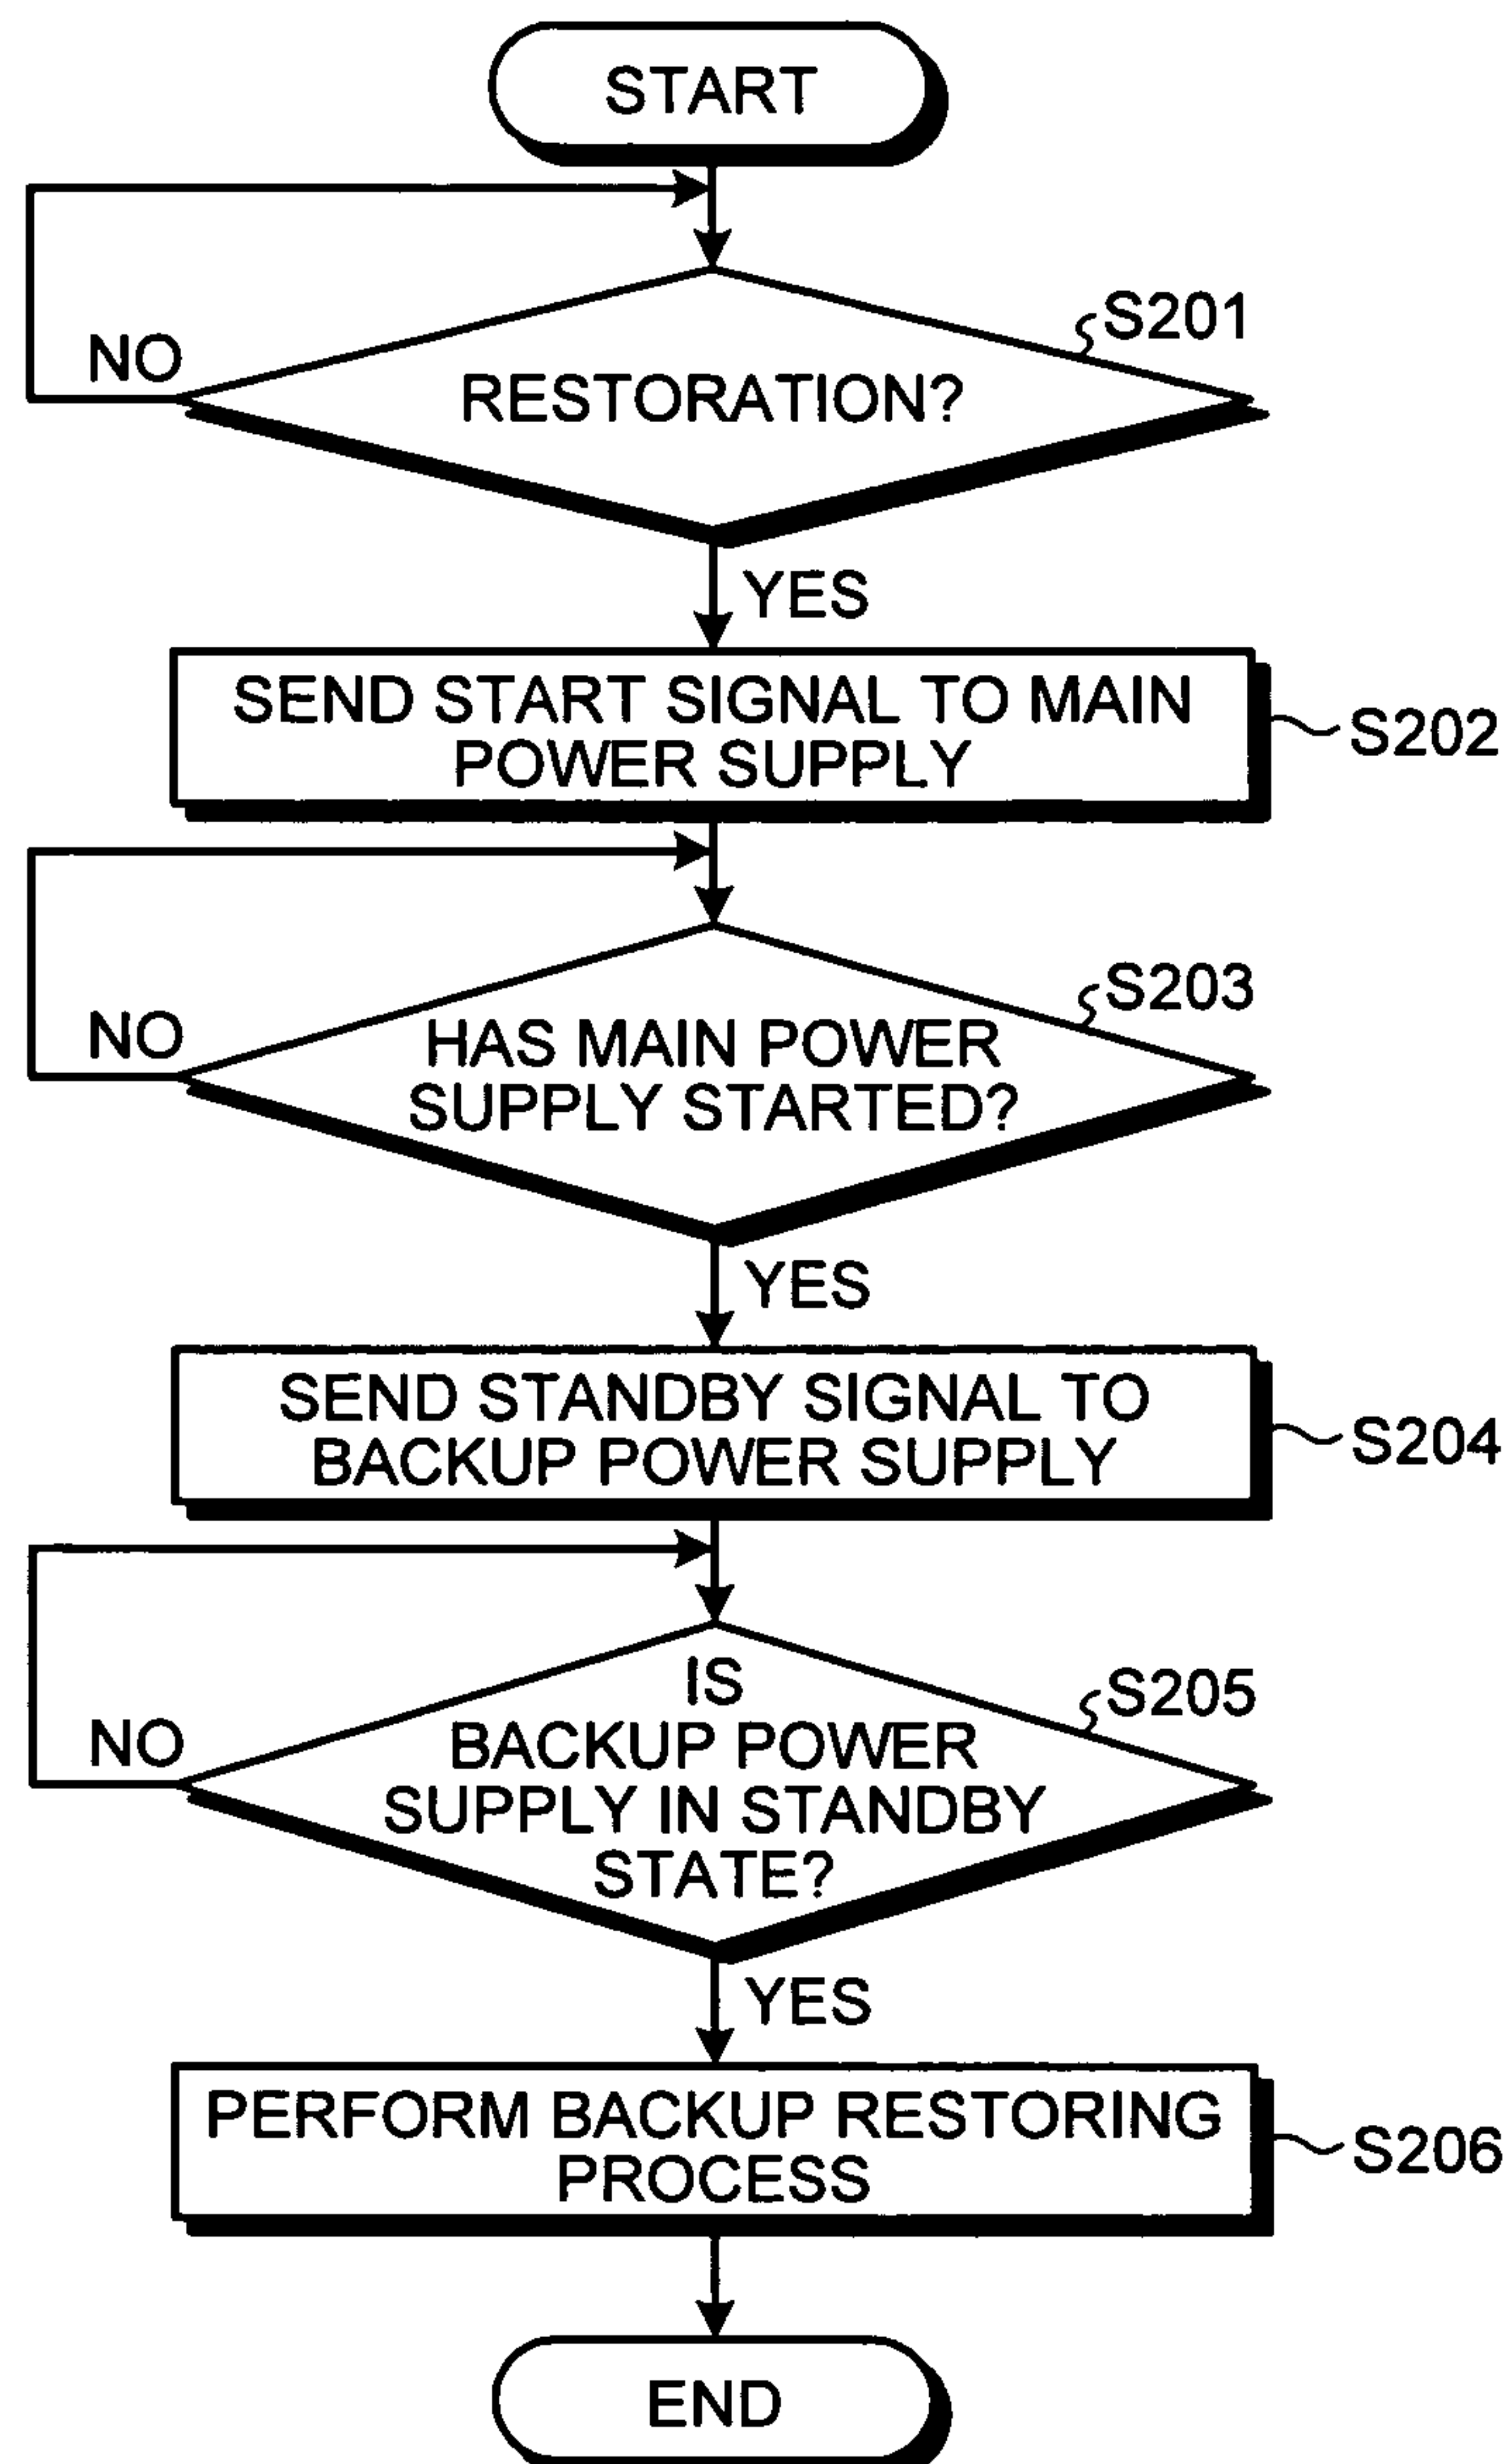 START
S201
NO
RESTORATION?
YES
SEND START SIGNAL TO MAIN
POWER SUPPLY
S202
S203
NO
HAS MAIN POWER
SUPPLY STARTED?
YES
SEND STANDBY SIGNAL TO
BACKUP POWER SUPPLY
S204
IS
S205
NO
BACKUP POWER
SUPPLY IN STANDBY
STATE?
YES
PERFORM BACKUP RESTORING
PROCESS
S206
END